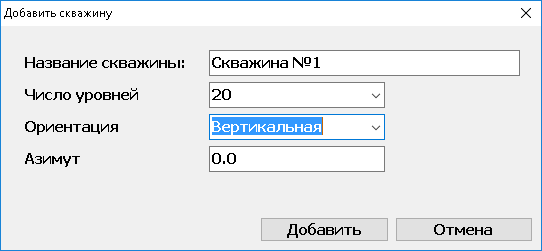 Добавить скважину
Название скважины: Скважина №1
Число уровней 20
Ориентация Вертикальная
Азимут 0.0
Добавить Отмена